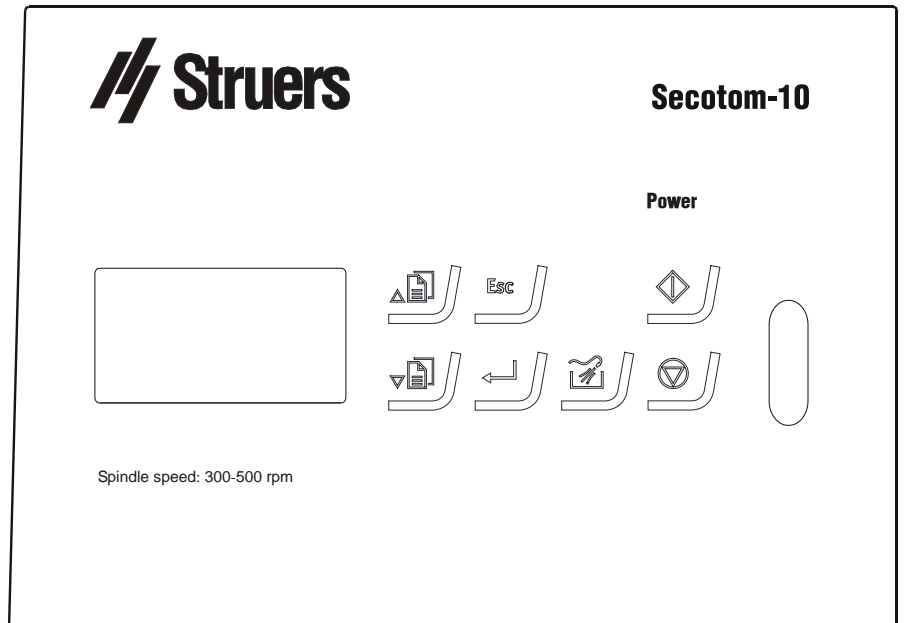 Struers
Secotom-10
Power
Esc
Spindle speed: 300-500 rpm